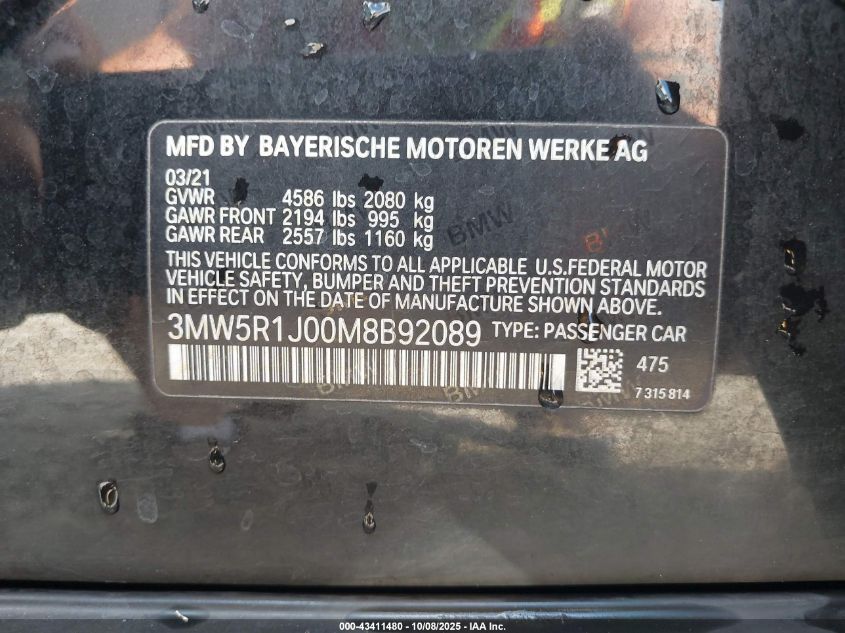 MFD BY BAYERISCHE MOTOREN WERKE AG
03/21
GVWR 4586 lbs 2080 kg
GAWR FRONT 2194 lbs 995 kg
GAWR REAR 2557 lbs 1160 kg
THIS VEHICLE CONFORMS TO ALL APPLICABLE U.S.FEDERAL MOTOR
VEHICLE SAFETY, BUMPER AND THEFT PREVENTION STANDARDS
IN EFFECT ON THE DATE OF MANUFACTURE SHOWN ABOVE.
3MW5R1J00M8B92089 TYPE: PASSENGER CAR
475
7 315 814
BMW
000-43411480 - 10/08/2025 - IAA Inc.